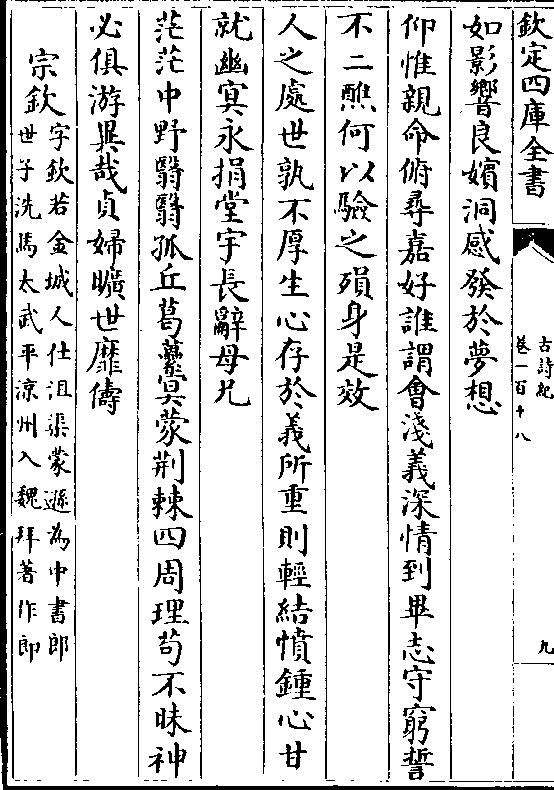 欽定四庫全書
古詩紀
卷一百十八
九
如影響良嬪洞感發於夢想
仰惟親命俯尋嘉好誰謂會淺義深情到畢志守窮誓
不二醮何以驗之殞身是效
人之處世孰不厚生心存於義所重則輕結憤鍾心甘
就幽冥永捐堂宇長辭母兄
茫茫中野翳翳孤丘葛虆冥蒙荆棘四周理苟不昧神
必俱游異哉貞婦曠世靡儔
宗欽字欽若金城人仕沮渠蒙遜為中書郎
世子洗馬太武平涼州入魏拜著作郎